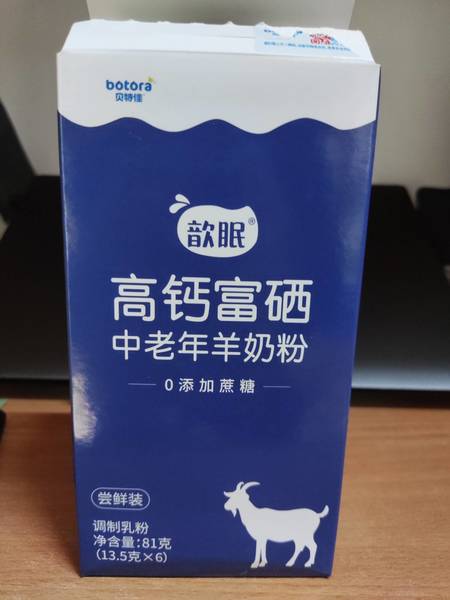 botora
贝特佳
歆眠®
高钙富硒
中老年羊奶粉
0添加蔗糖
尝鲜装
调制乳粉
净含量:81克
(13.5克×6)